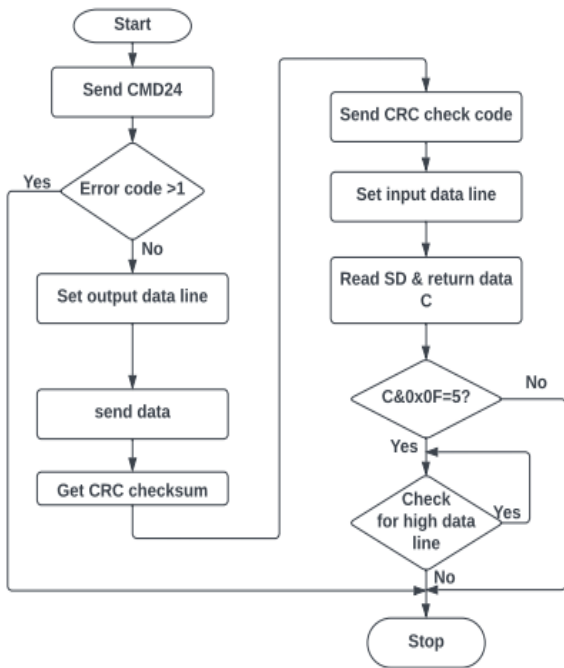 Start
Send CMD24
Error code >1
Yes
No
Set output data line
send data
Get CRC checksum
Send CRC check code
Set input data line
Read SD & return data
C
C&0x0F=5?
No
Yes
Check
for high data
line
Yes
No
Stop